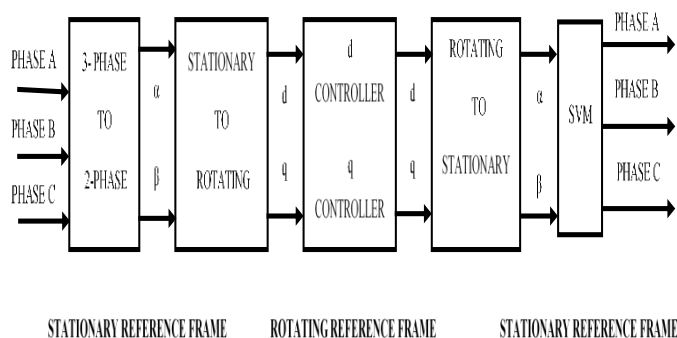 PHASE A
PHASE B
PHASE C
3- PHASE
TO
2-PHASE
α
β
STATIONARY
TO
ROTATING
d
q
d
CONTROLLER
q
CONTROLLER
d
q
ROTATING
TO
STATIONARY
α
β
SVM
PHASE A
PHASE B
PHASE C
STATIONARY REFERENCE FRAME
ROTATING REFERENCE FRAME
STATIONARY REFERENCE FRAME